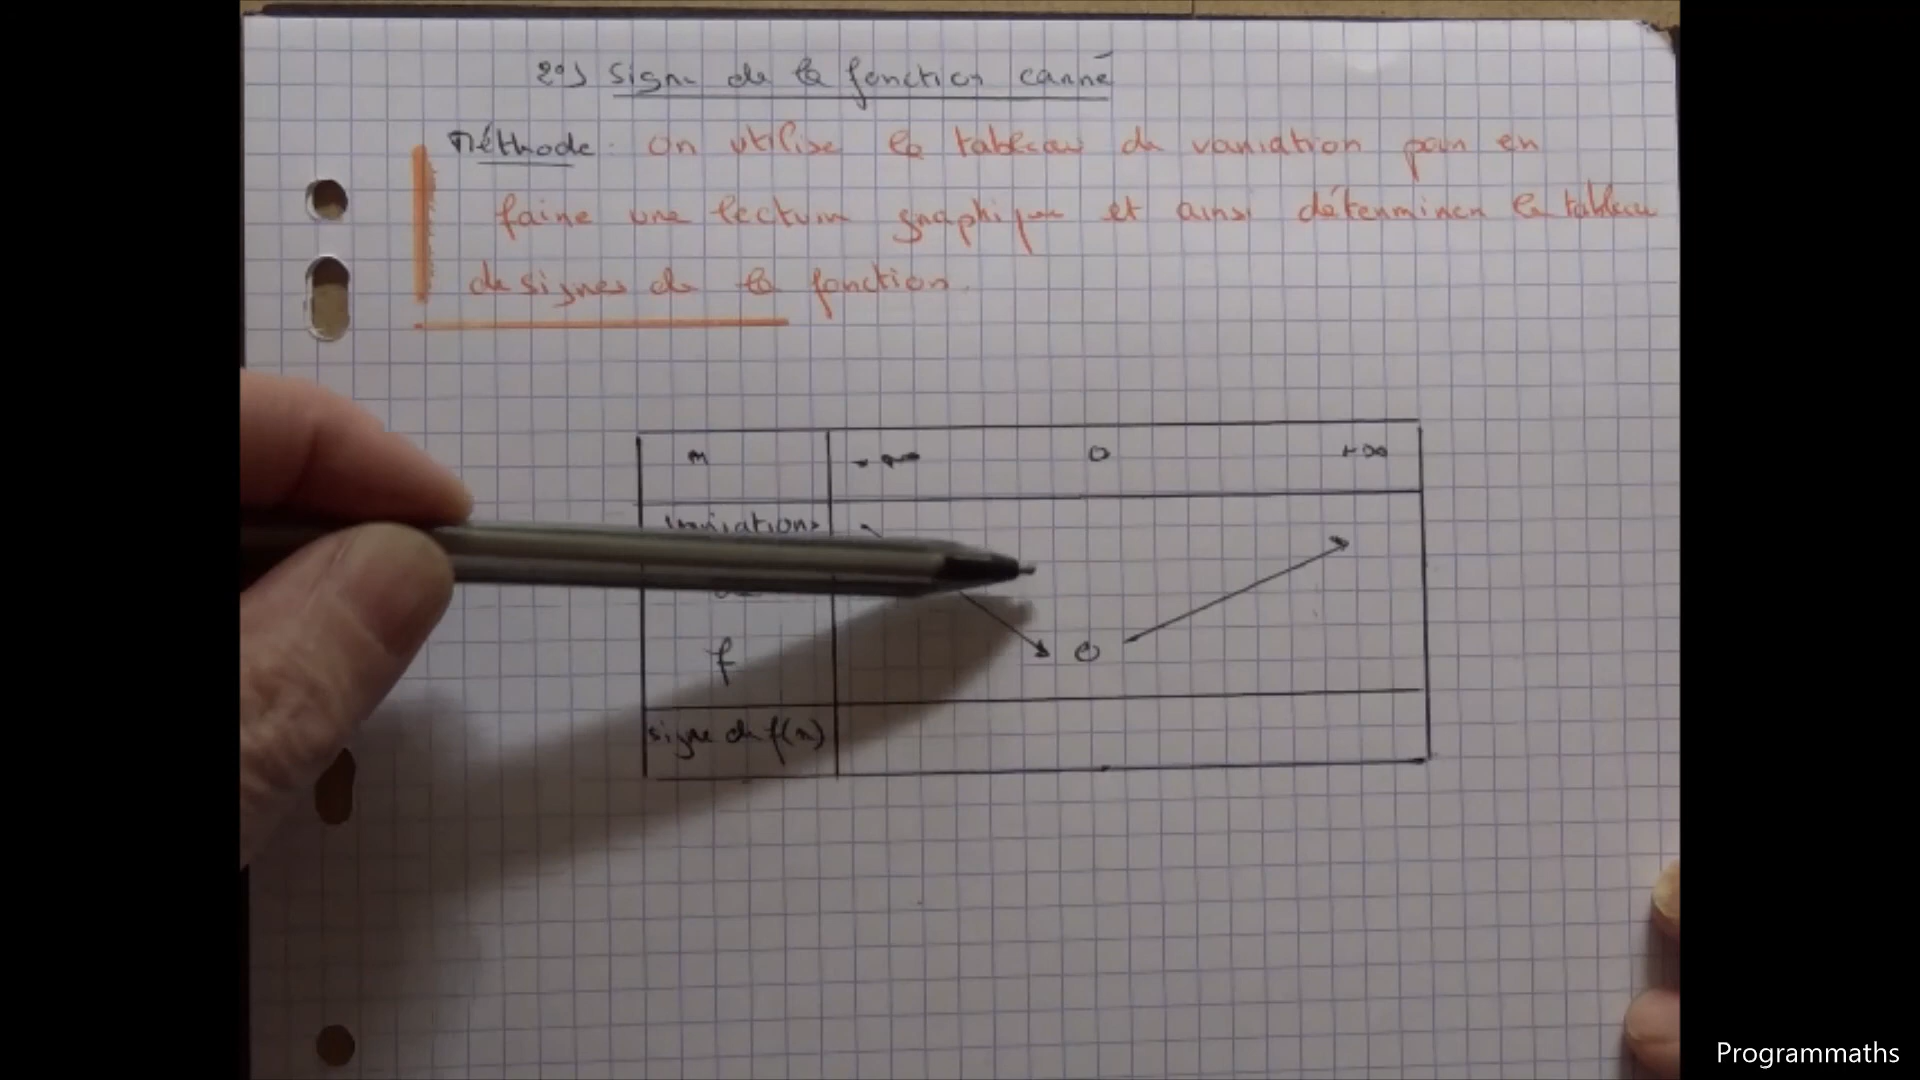 2°) Signe de la fonction carré
Méthode: On utilise le tableau de variation pour en
faire une lecture graphique et ainsi déterminer le tableau
de signes de la fonction.
x -∞ 0 +∞
variations
f 0
signe de f(x)
Programmaths